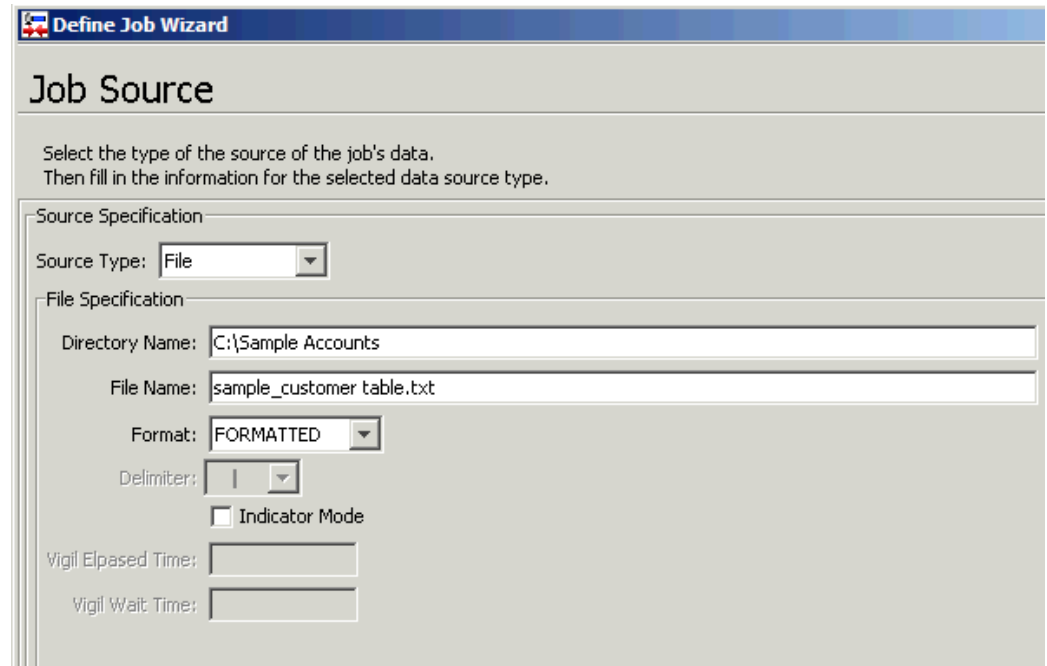 Define Job Wizard
Job Source
Select the type of the source of the job's data.
Then fill in the information for the selected data source type.
Source Specification
Source Type: File
File Specification
Directory Name: C:\Sample Accounts
File Name: sample_customer table.txt
Format: FORMATTED
Delimiter: |
Indicator Mode
Vigil Elpased Time:
Vigil Wait Time: